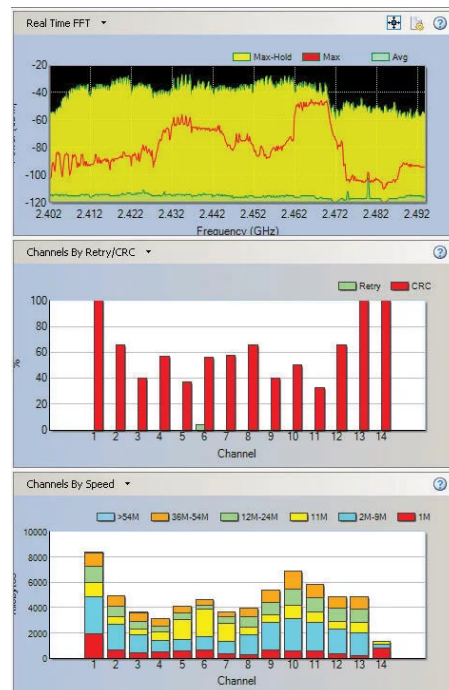 Real Time FFT
Max-Hold Max Avg
-20
-40
-60
-80
-100
-120
2.402 2.412 2.422 2.432 2.442 2.452 2.462 2.472 2.482 2.492
Frequency (GHz)
Channels By Retry/CRC
Retry CRC
100
80
60
40
20
0
%
1 2 3 4 5 6 7 8 9 10 11 12 13 14
Channel
Channels By Speed
>54M 36M-54M 12M-24M 11M 2M-9M 1M
10000
8000
6000
4000
2000
0
1 2 3 4 5 6 7 8 9 10 11 12 13 14
Channel